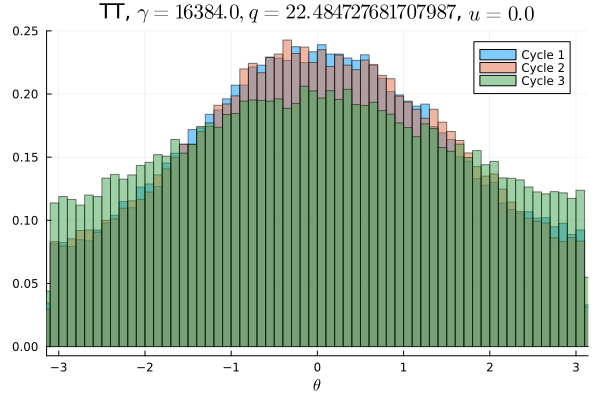 TT, γ = 16384.0, q = 22.484727681707987, u = 0.0
0.25
Cycle 1
Cycle 2
Cycle 3
0.20
0.15
0.10
0.05
0.00
−3 −2 −1 0 1 2 3
θ